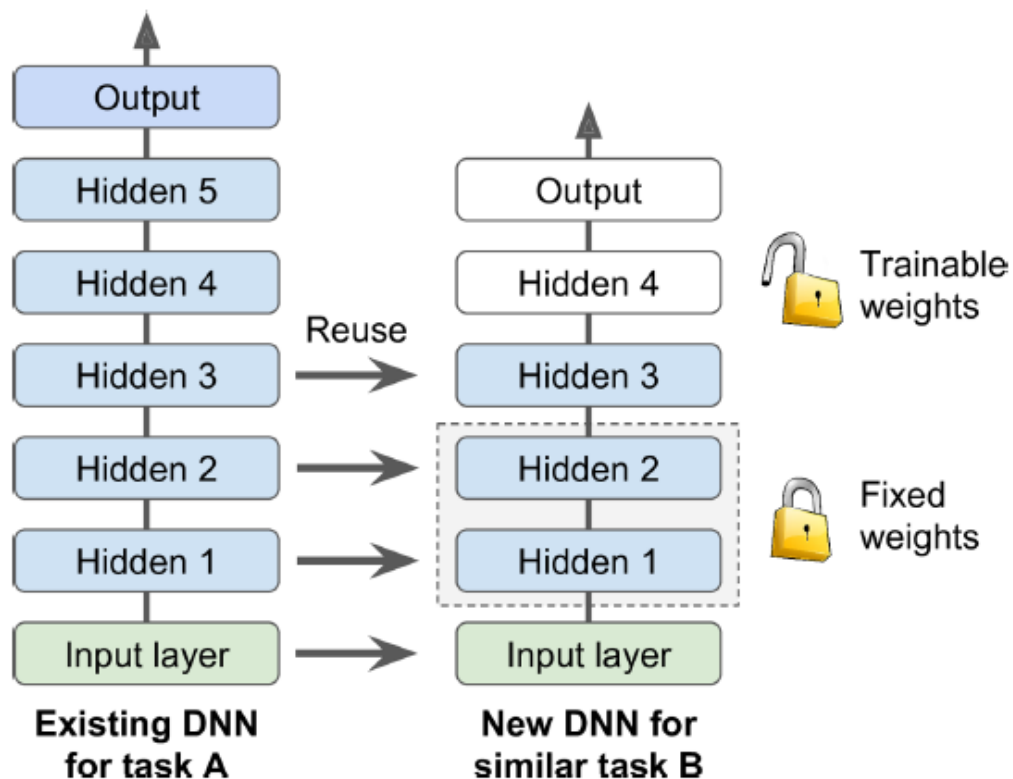 Output
Hidden 5
Hidden 4
Hidden 3
Hidden 2
Hidden 1
Input layer
Existing DNN
for task A
Reuse
Output
Hidden 4
Hidden 3
Hidden 2
Hidden 1
Input layer
New DNN for
similar task B
Trainable
weights
Fixed
weights